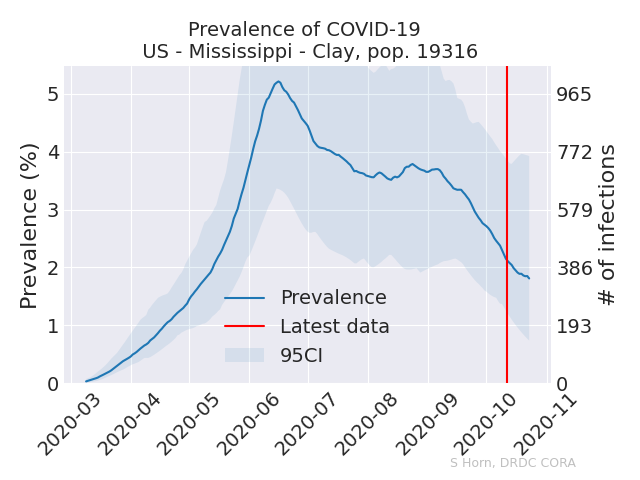 Prevalence of COVID-19
US - Mississippi - Clay, pop. 19316
Prevalence (%)
5
4
3
2
1
0
965
772
579
386
193
0
# of infections
Prevalence
Latest data
95CI
2020-03
2020-04
2020-05
2020-06
2020-07
2020-08
2020-09
2020-10
2020-11
S Horn, DRDC CORA